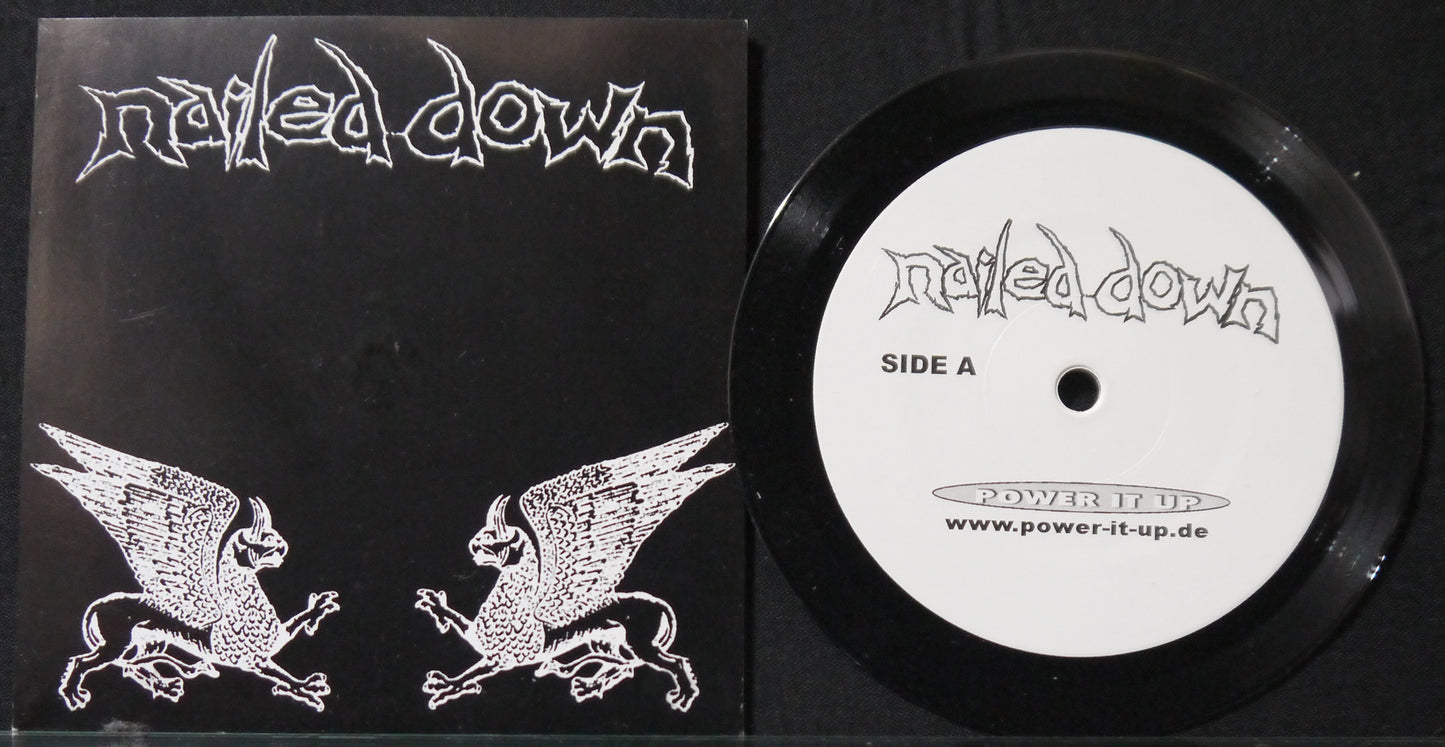 nailed down
nailed down
SIDE A
POWER IT UP
www.power-it-up.de